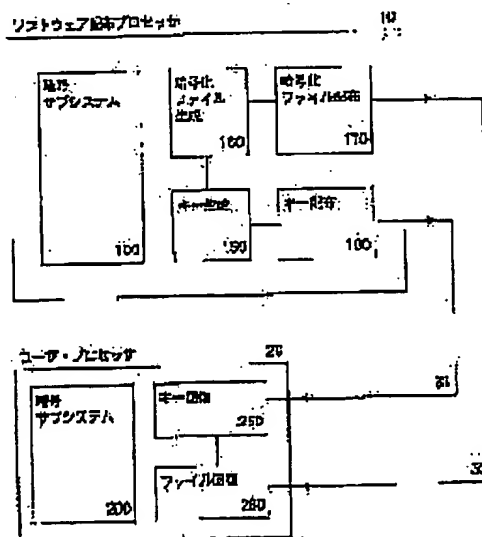 ソフトウェア配布プロセッサ
10
暗号
サブシステム
100
暗号化
ファイル
生成
160
暗号化
ファイル配布
170
キー生成
キー配布
ユーザ・プロセッサ
20
暗号
サブシステム
200
キー回復
250
ファイル回復
260